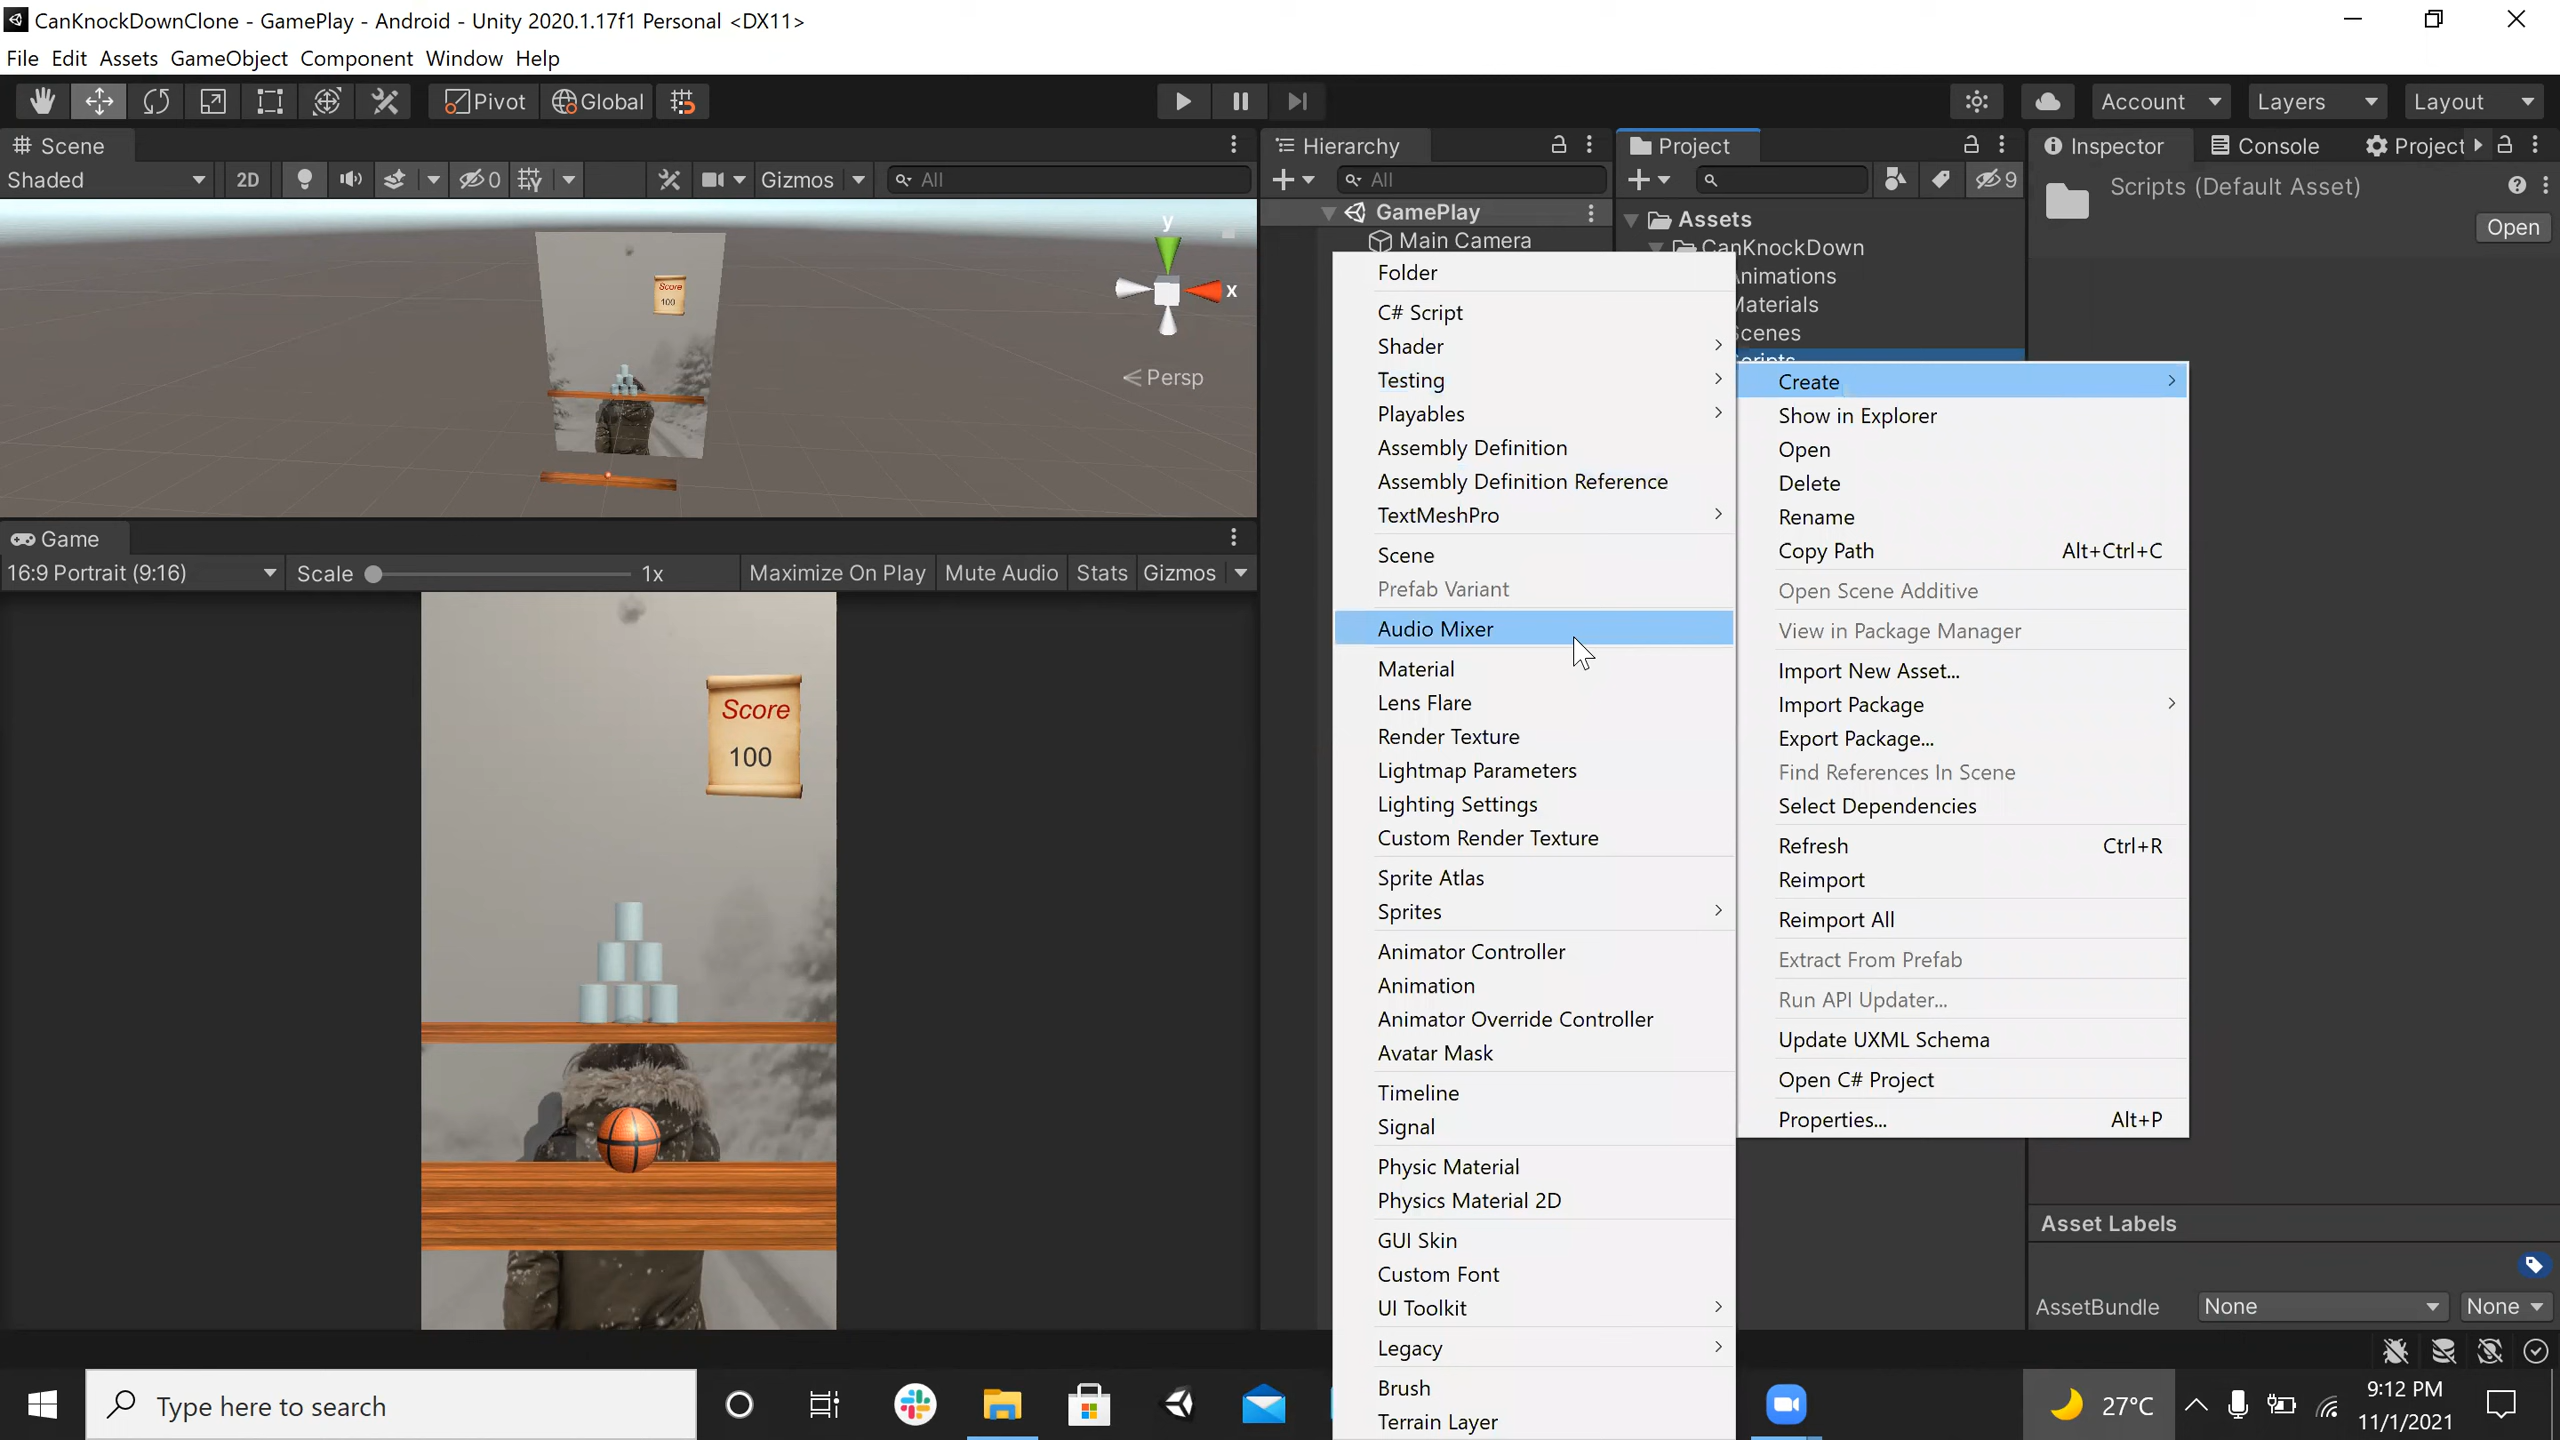 CanKnockDownClone - GamePlay - Android - Unity 2020.1.17f1 Personal <DX11>
File Edit Assets GameObject Component Window Help
Pivot Global Account Layers Layout
Scene
Shaded 2D 0 Gizmos All
y
x
Persp
Score
100
Game
16:9 Portrait (9:16) Scale 1x Maximize On Play Mute Audio Stats Gizmos
Score
100
Hierarchy
All
GamePlay
Main Camera
Project
9
Assets
CanKnockDown
Animations
Materials
Scenes
Scripts
Folder
C# Script
Shader
Testing
Playables
Assembly Definition
Assembly Definition Reference
TextMeshPro
Scene
Prefab Variant
Audio Mixer
Material
Lens Flare
Render Texture
Lightmap Parameters
Lighting Settings
Custom Render Texture
Sprite Atlas
Sprites
Animator Controller
Animation
Animator Override Controller
Avatar Mask
Timeline
Signal
Physic Material
Physics Material 2D
GUI Skin
Custom Font
UI Toolkit
Legacy
Brush
Terrain Layer
Create
Show in Explorer
Open
Delete
Rename
Copy Path Alt+Ctrl+C
Open Scene Additive
View in Package Manager
Import New Asset...
Import Package
Export Package...
Find References In Scene
Select Dependencies
Refresh Ctrl+R
Reimport
Reimport All
Extract From Prefab
Run API Updater...
Update UXML Schema
Open C# Project
Properties... Alt+P
Inspector Console Project
Scripts (Default Asset)
Open
Asset Labels
AssetBundle None None
Type here to search
27°C
9:12 PM
11/1/2021